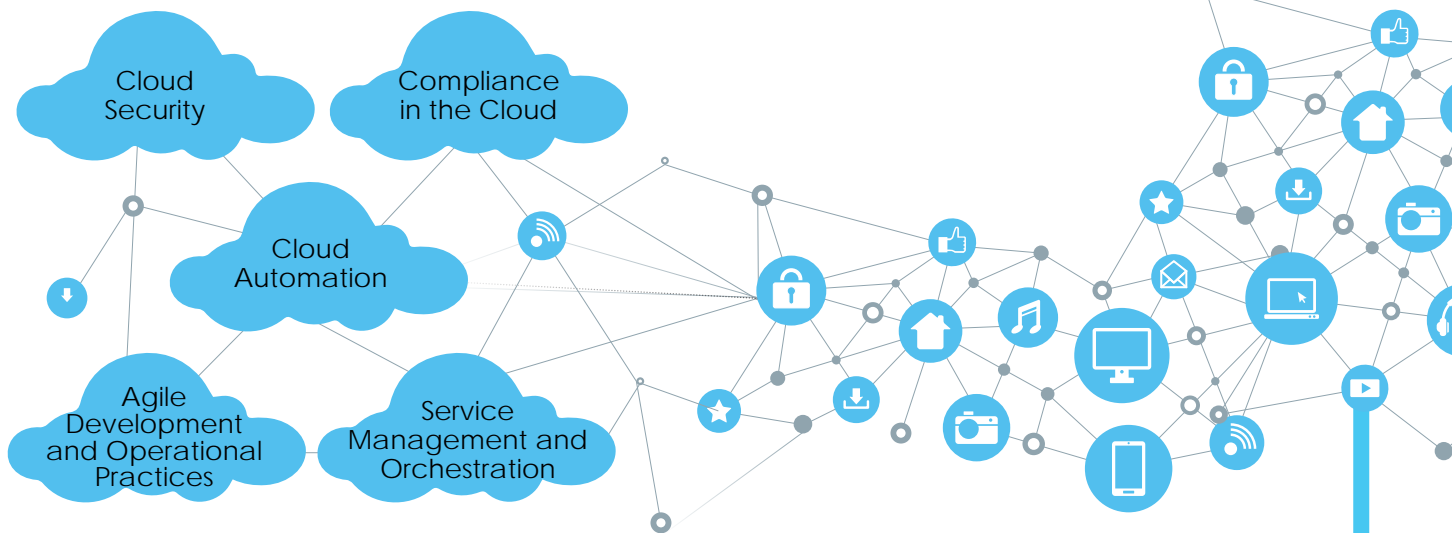 Cloud
Security
Compliance
in the Cloud
Cloud
Automation
Agile
Development
and Operational
Practices
Service
Management and
Orchestration